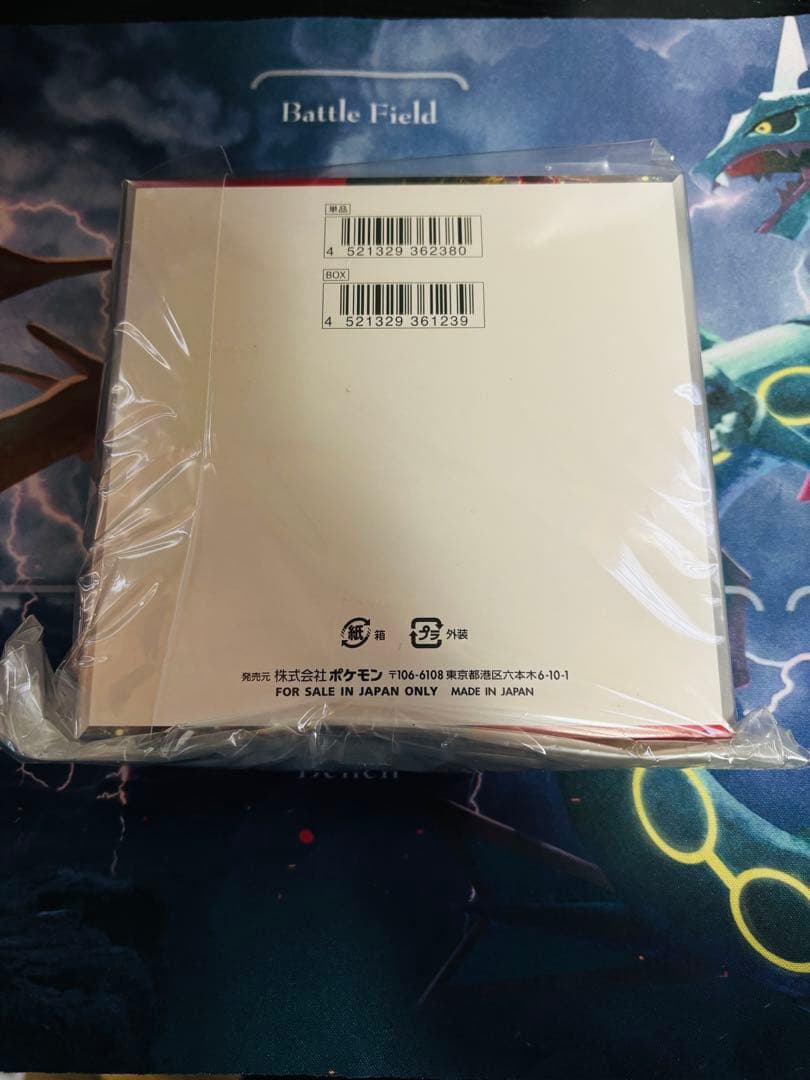 Battle Field
単品
4 521329 362380
BOX
4 521329 361239
紙 箱 プラ 外装
発売元 株式会社 ポケモン 〒106-6108 東京都港区六本木6-10-1
FOR SALE IN JAPAN ONLY MADE IN JAPAN
Bench